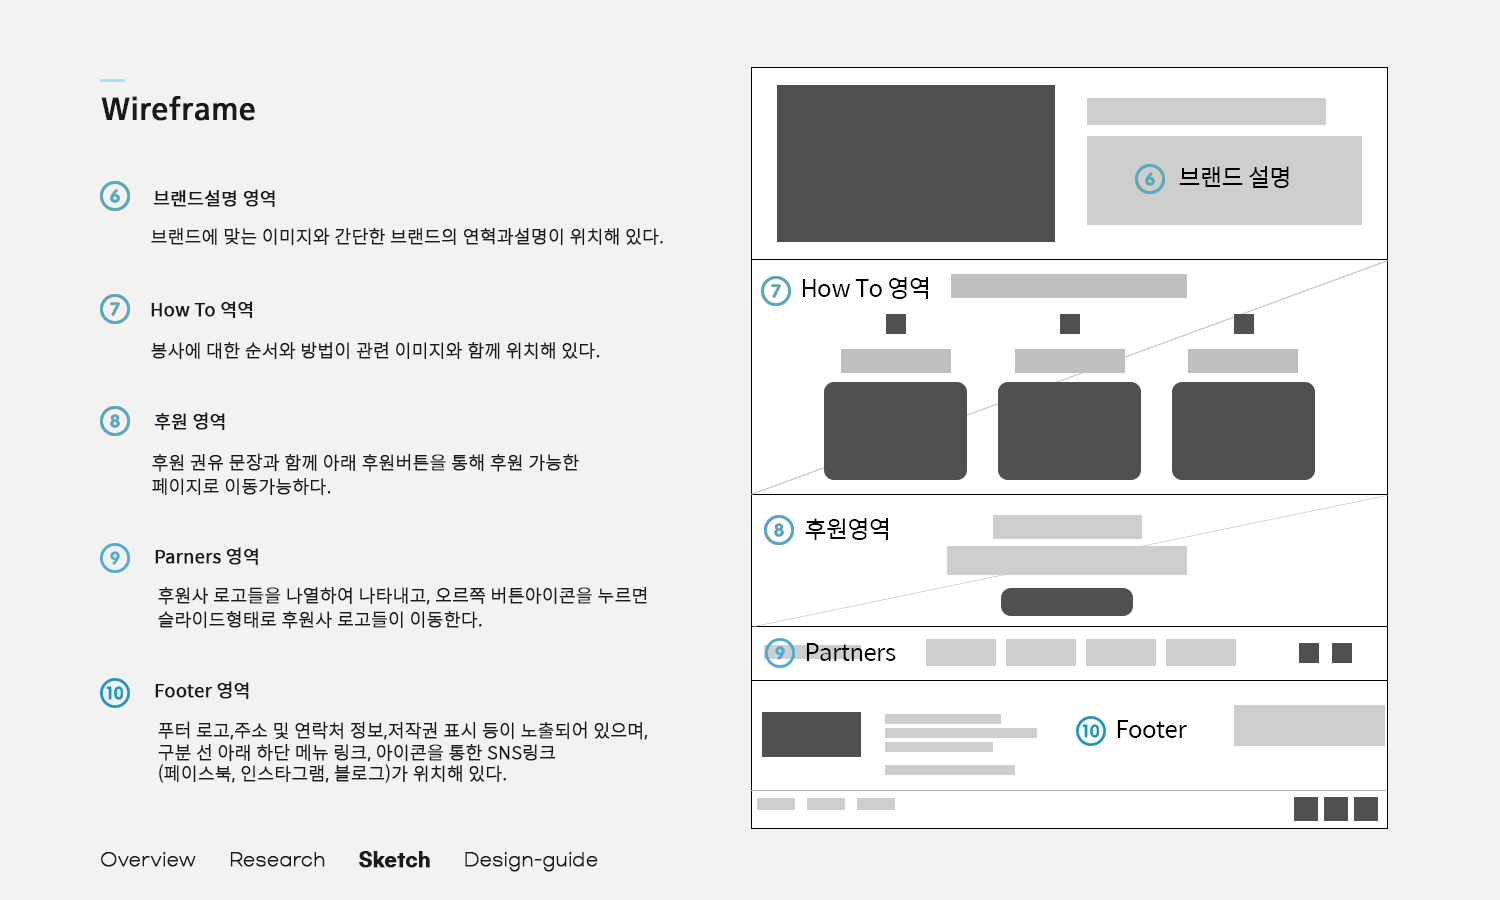 Wireframe
6 브랜드설명 영역
브랜드에 맞는 이미지와 간단한 브랜드의 연혁과설명이 위치해 있다.
7 How To 역역
봉사에 대한 순서와 방법이 관련 이미지와 함께 위치해 있다.
8 후원 영역
후원 권유 문장과 함께 아래 후원버튼을 통해 후원 가능한
페이지로 이동가능하다.
9 Parners 영역
후원사 로고들을 나열하여 나타내고, 오르쪽 버튼아이콘을 누르면
슬라이드형태로 후원사 로고들이 이동한다.
10 Footer 영역
푸터 로고,주소 및 연락처 정보,저작권 표시 등이 노출되어 있으며,
구분 선 아래 하단 메뉴 링크, 아이콘을 통한 SNS링크
(페이스북, 인스타그램, 블로그)가 위치해 있다.
6 브랜드 설명
7 How To 영역
8 후원영역
9 Partners
10 Footer
Overview Research Sketch Design-guide